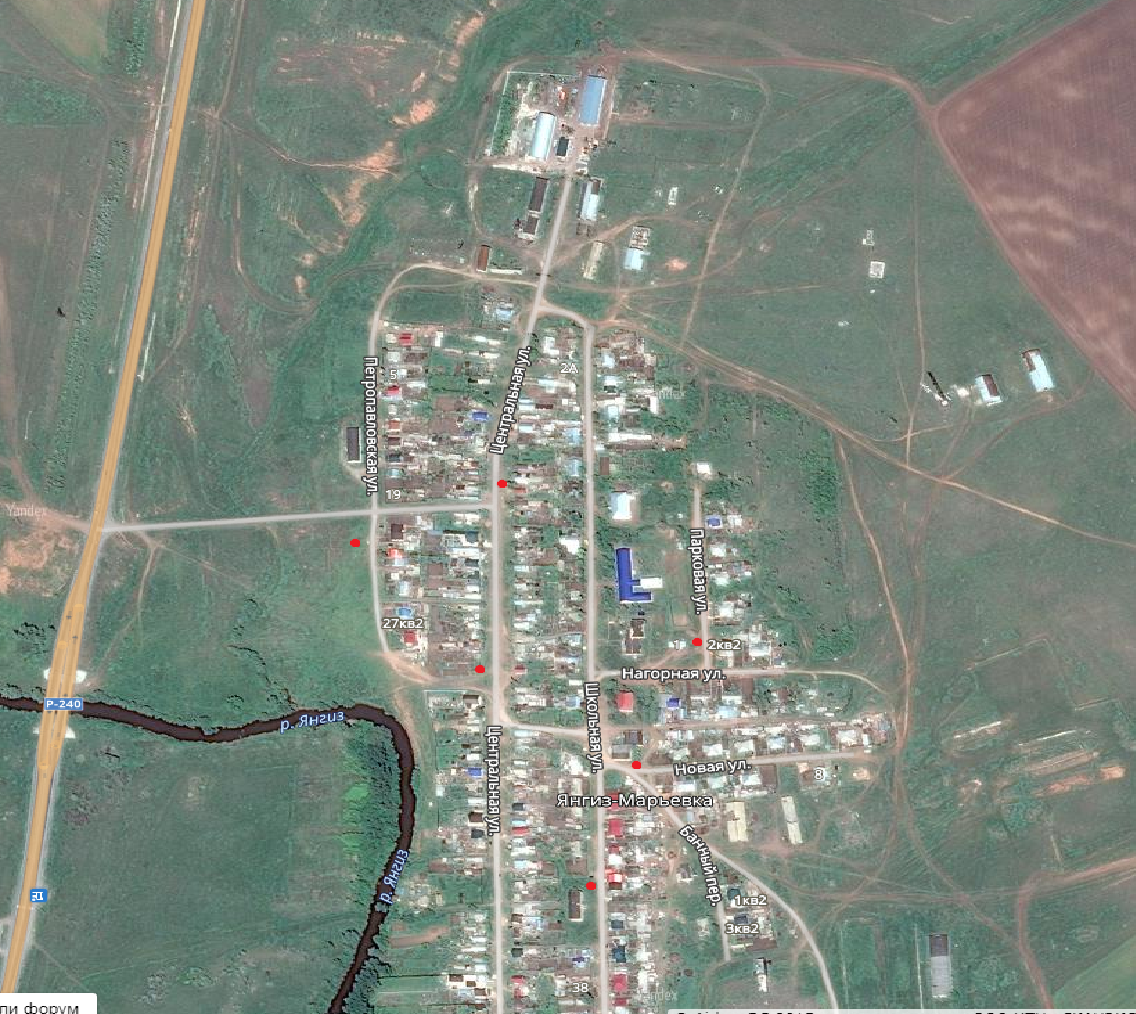 Центральная ул.
2А
5
Петропавловская ул.
19
Yandex
Парковая ул.
27кв2
2кв2
Нагорная ул.
Р-240
р. Янгиз
Школьная ул.
Центральная ул.
Новая ул.
8
Янгиз-Марьевка
Банный пер.
р. Янгиз
1кв2
3кв2
38
Yandex
ли форум